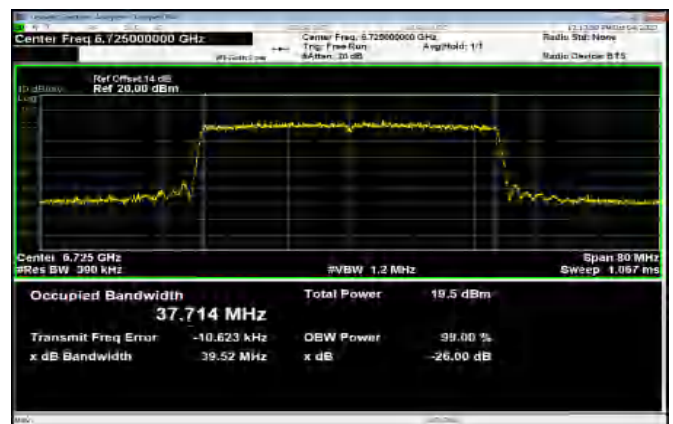 Center Freq 6.725000000 GHz
Center Freq: 6.725000000 GHz
Radio Std: None
Trig: Free Run
Avg|Hold: 1/1
#Atten: 20 dB
Radio Device: BTS
Ref Offset 14 dB
10 dB/div Ref 20.00 dBm
Log
Center 6.725 GHz
Span 80 MHz
#Res BW 390 kHz
#VBW 1.2 MHz
Sweep 1.067 ms
Occupied Bandwidth
Total Power 19.5 dBm
37.714 MHz
Transmit Freq Error -10.623 kHz
OBW Power 99.00 %
x dB Bandwidth 39.52 MHz
x dB -26.00 dB